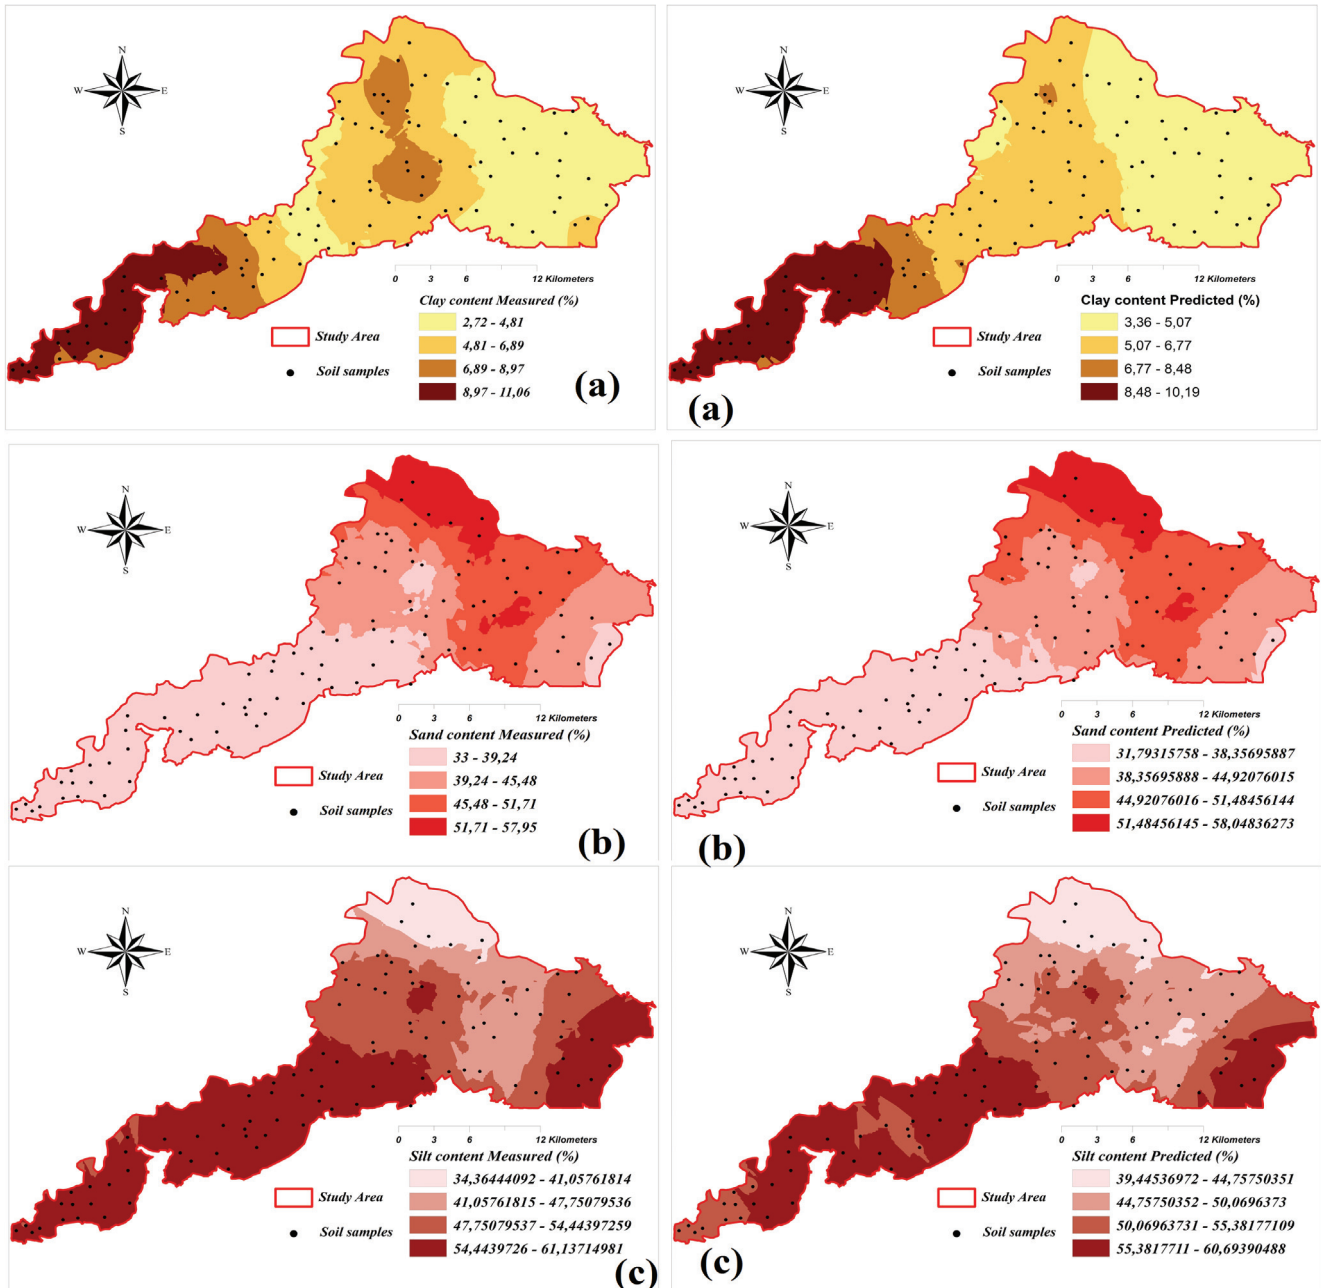 N
W E
S
0 3 6 12 Kilometers
Clay content Measured (%)
2,72 - 4,81
4,81 - 6,89
6,89 - 8,97
8,97 - 11,06
Study Area
Soil samples
(a)
N
W E
S
0 3 6 12 Kilometers
Clay content Predicted (%)
3,36 - 5,07
5,07 - 6,77
6,77 - 8,48
8,48 - 10,19
Study Area
Soil samples
(a)
N
W E
S
0 3 6 12 Kilometers
Sand content Measured (%)
33 - 39,24
39,24 - 45,48
45,48 - 51,71
51,71 - 57,95
Study Area
Soil samples
(b)
N
W E
S
0 3 6 12 Kilometers
Sand content Predicted (%)
31,79315758 - 38,35695887
38,35695888 - 44,92076015
44,92076016 - 51,48456144
51,48456145 - 58,04836273
Study Area
Soil samples
(b)
N
W E
S
0 3 6 12 Kilometers
Silt content Measured (%)
34,36444092 - 41,05761814
41,05761815 - 47,75079536
47,75079537 - 54,44397259
54,4439726 - 61,13714981
Study Area
Soil samples
(c)
N
W E
S
0 3 6 12 Kilometers
Silt content Predicted (%)
39,44536972 - 44,75750351
44,75750352 - 50,0696373
50,06963731 - 55,38177109
55,3817711 - 60,69390488
Study Area
Soil samples
(c)